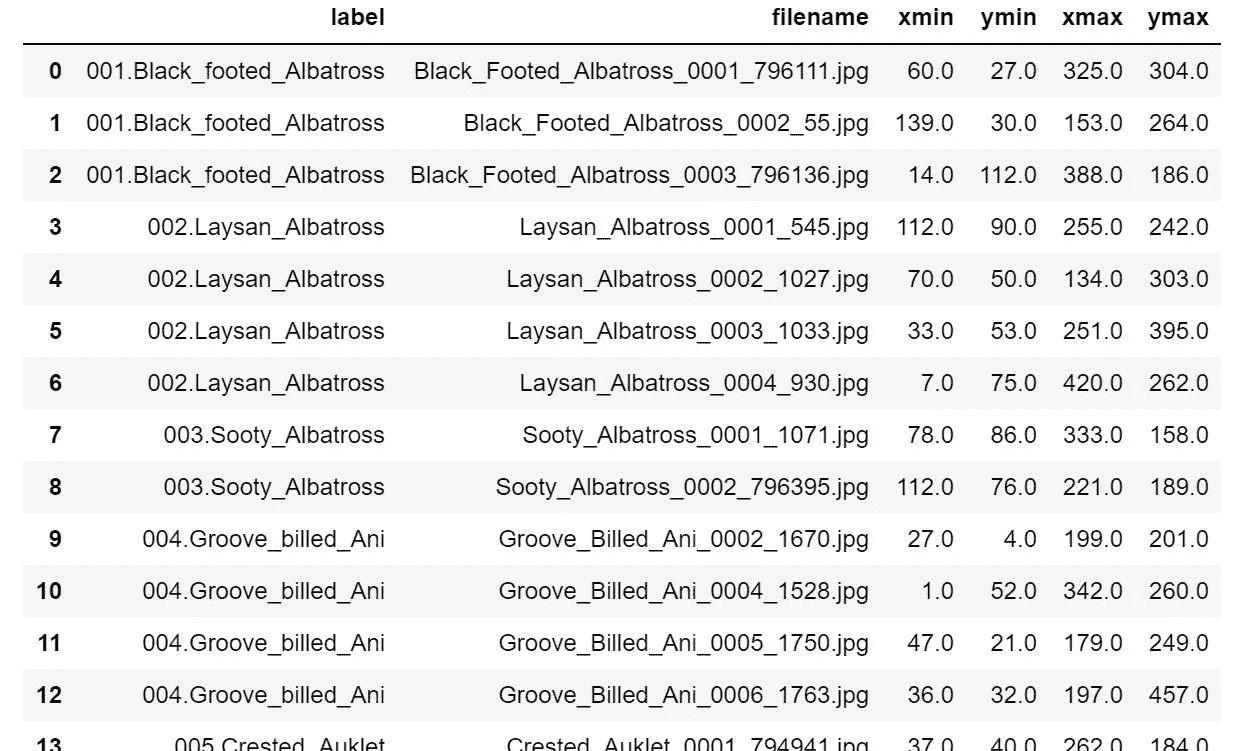 label filename xmin ymin xmax ymax
0 001.Black_footed_Albatross Black_Footed_Albatross_0001_796111.jpg 60.0 27.0 325.0 304.0
1 001.Black_footed_Albatross Black_Footed_Albatross_0002_55.jpg 139.0 30.0 153.0 264.0
2 001.Black_footed_Albatross Black_Footed_Albatross_0003_796136.jpg 14.0 112.0 388.0 186.0
3 002.Laysan_Albatross Laysan_Albatross_0001_545.jpg 112.0 90.0 255.0 242.0
4 002.Laysan_Albatross Laysan_Albatross_0002_1027.jpg 70.0 50.0 134.0 303.0
5 002.Laysan_Albatross Laysan_Albatross_0003_1033.jpg 33.0 53.0 251.0 395.0
6 002.Laysan_Albatross Laysan_Albatross_0004_930.jpg 7.0 75.0 420.0 262.0
7 003.Sooty_Albatross Sooty_Albatross_0001_1071.jpg 78.0 86.0 333.0 158.0
8 003.Sooty_Albatross Sooty_Albatross_0002_796395.jpg 112.0 76.0 221.0 189.0
9 004.Groove_billed_Ani Groove_Billed_Ani_0002_1670.jpg 27.0 4.0 199.0 201.0
10 004.Groove_billed_Ani Groove_Billed_Ani_0004_1528.jpg 1.0 52.0 342.0 260.0
11 004.Groove_billed_Ani Groove_Billed_Ani_0005_1750.jpg 47.0 21.0 179.0 249.0
12 004.Groove_billed_Ani Groove_Billed_Ani_0006_1763.jpg 36.0 32.0 197.0 457.0
13 005.Crested_Auklet Crested_Auklet_0001_794941.jpg 37.0 40.0 262.0 184.0